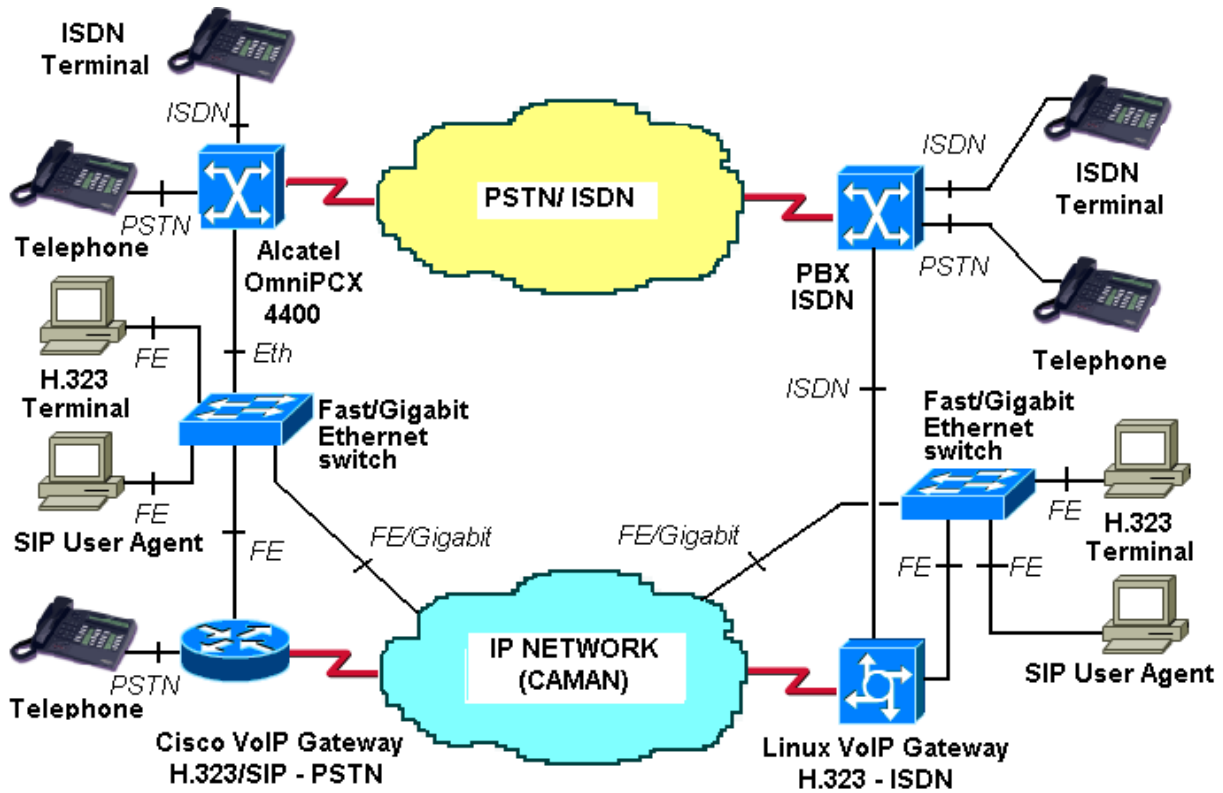 ISDN
Terminal
ISDN
PSTN
Telephone
Alcatel
OmniPCX
4400
PSTN/ ISDN
ISDN
ISDN
Terminal
PSTN
PBX
ISDN
Telephone
FE
H.323
Terminal
Eth
Fast/Gigabit
Ethernet
switch
FE
SIP User Agent
FE
FE/Gigabit
ISDN
Fast/Gigabit
Ethernet
switch
FE
H.323
Terminal
FE/Gigabit
FE
FE
SIP User Agent
PSTN
Telephone
IP NETWORK
(CAMAN)
Cisco VoIP Gateway
H.323/SIP - PSTN
Linux VoIP Gateway
H.323 - ISDN